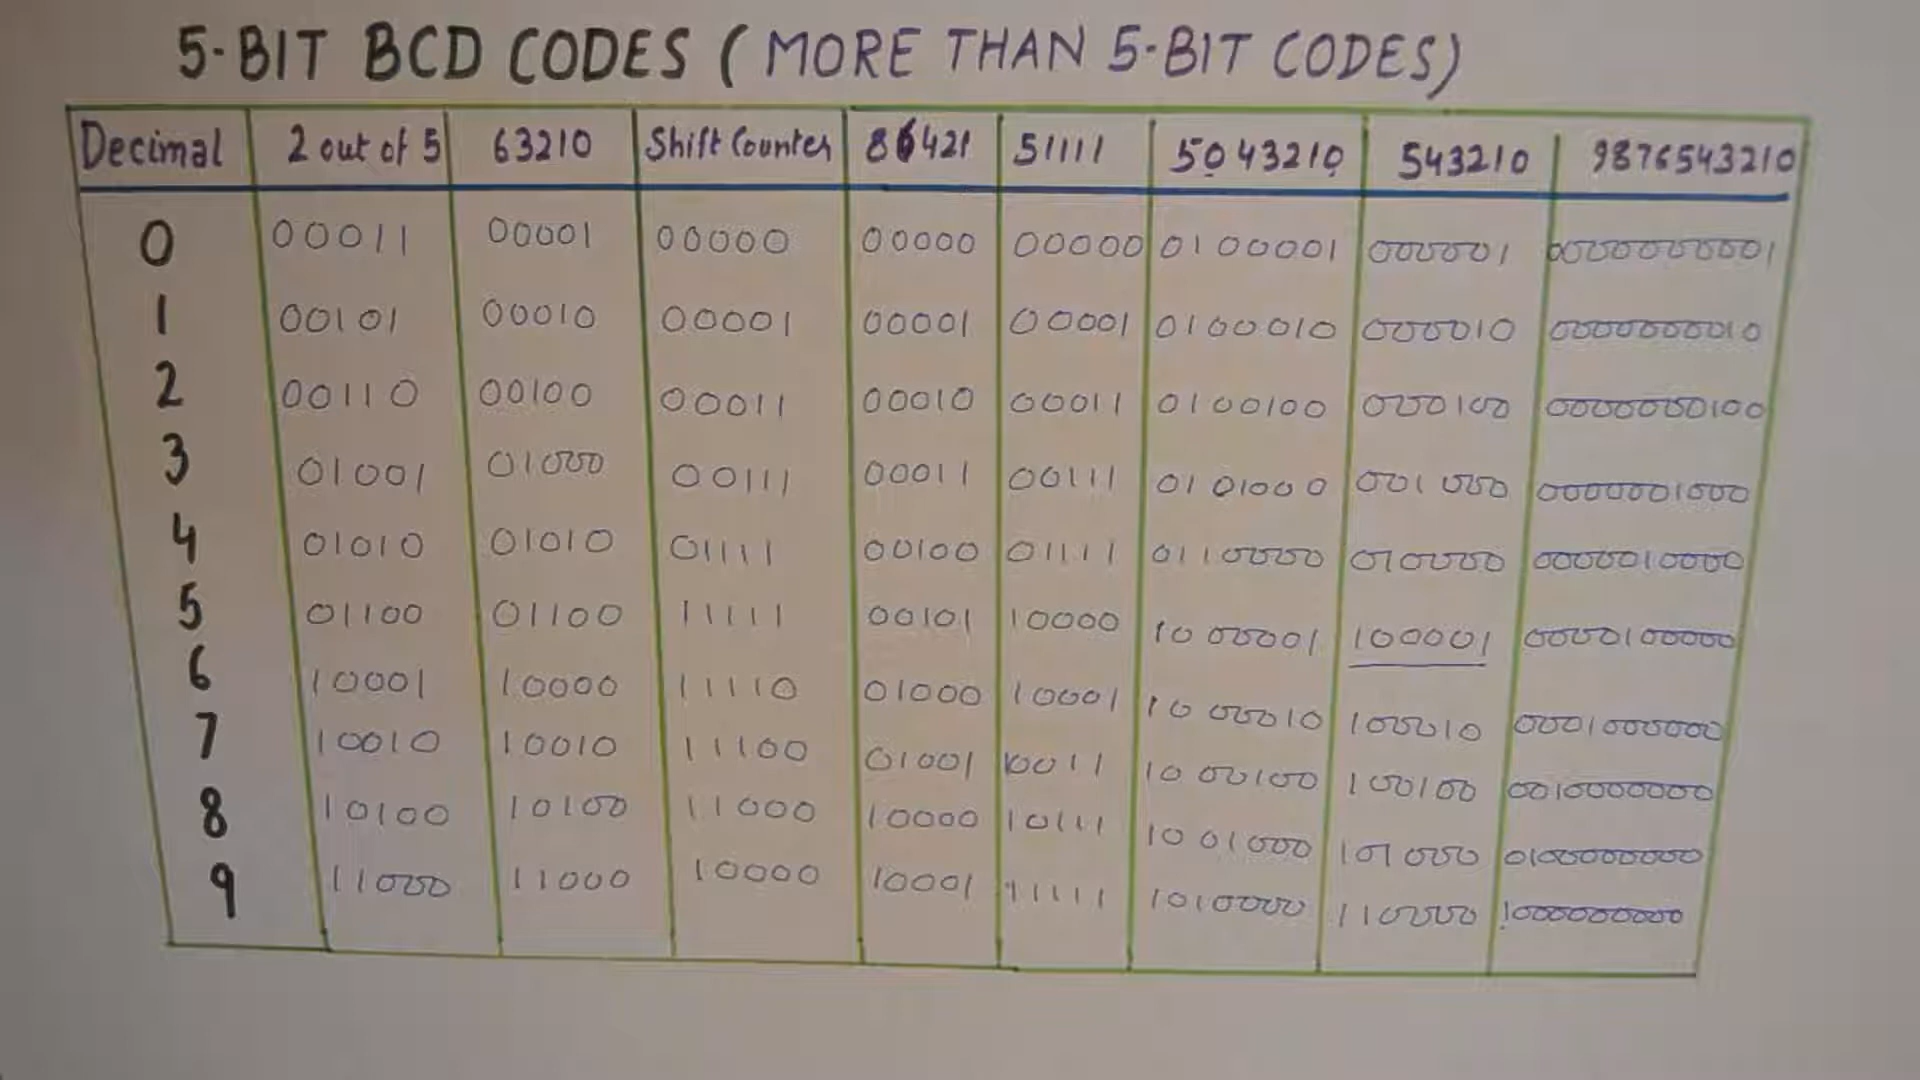 5-BIT BCD CODES (MORE THAN 5-BIT CODES)
Decimal 2 out of 5 63210 Shift Counter 86421 51111 5043210 543210 9876543210
0 00011 00001 00000 00000 00000 0100001 000001 0000000001
1 00101 00010 00001 00001 00001 0100010 000010 0000000010
2 00110 00100 00011 00010 00011 0100100 000100 0000000100
3 01001 01000 00111 00011 00111 0101000 001000 0000001000
4 01010 01010 01111 00100 01111 0110000 010000 0000010000
5 01100 01100 11111 00101 10000 1000001 100001 0000100000
6 10001 10000 11110 01000 10001 1000010 100010 0001000000
7 10010 10010 11100 01001 10011 1000100 100100 0010000000
8 10100 10100 11000 10000 10111 1001000 101000 0100000000
9 11000 11000 10000 10001 11111 1010000 110000 1000000000